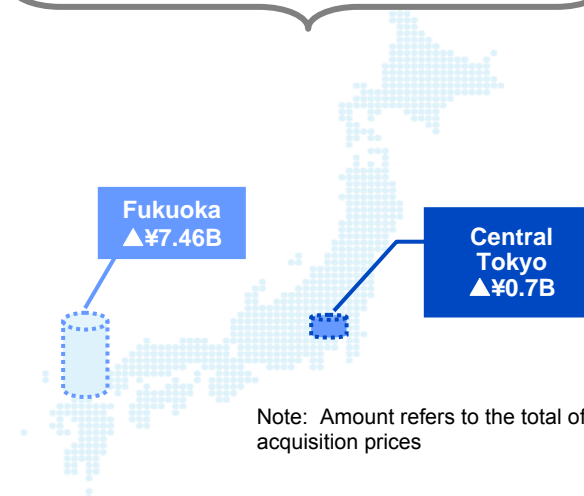 Fukuoka
▲¥7.46B
Central
Tokyo
▲¥0.7B
Note: Amount refers to the total of
acquisition prices